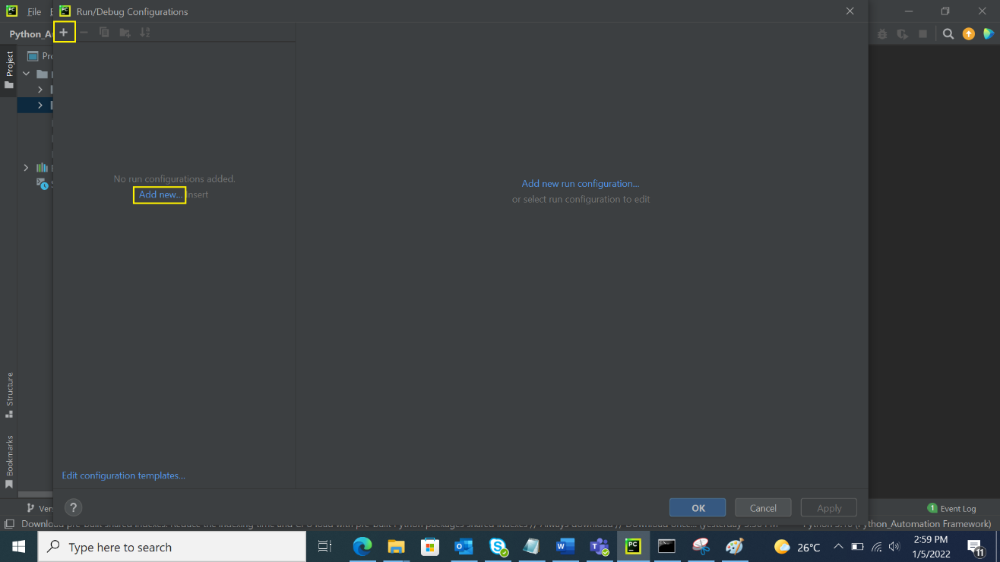 PC
File
PC
Run/Debug Configurations
Python_A
Project
No run configurations added.
Add new... Insert
Add new run configuration...
or select run configuration to edit
Structure
Bookmarks
Edit configuration templates...
?
OK
Cancel
Apply
1 Event Log
Download pre-built shared indexes: Reduce the indexing time and CPU load with pre-built Python packages shared indexes // Always download // Download once... (yesterday 5:50 PM
Python 3.10 (Python_Automation Framework)
Type here to search
26°C
2:59 PM
1/5/2022
11